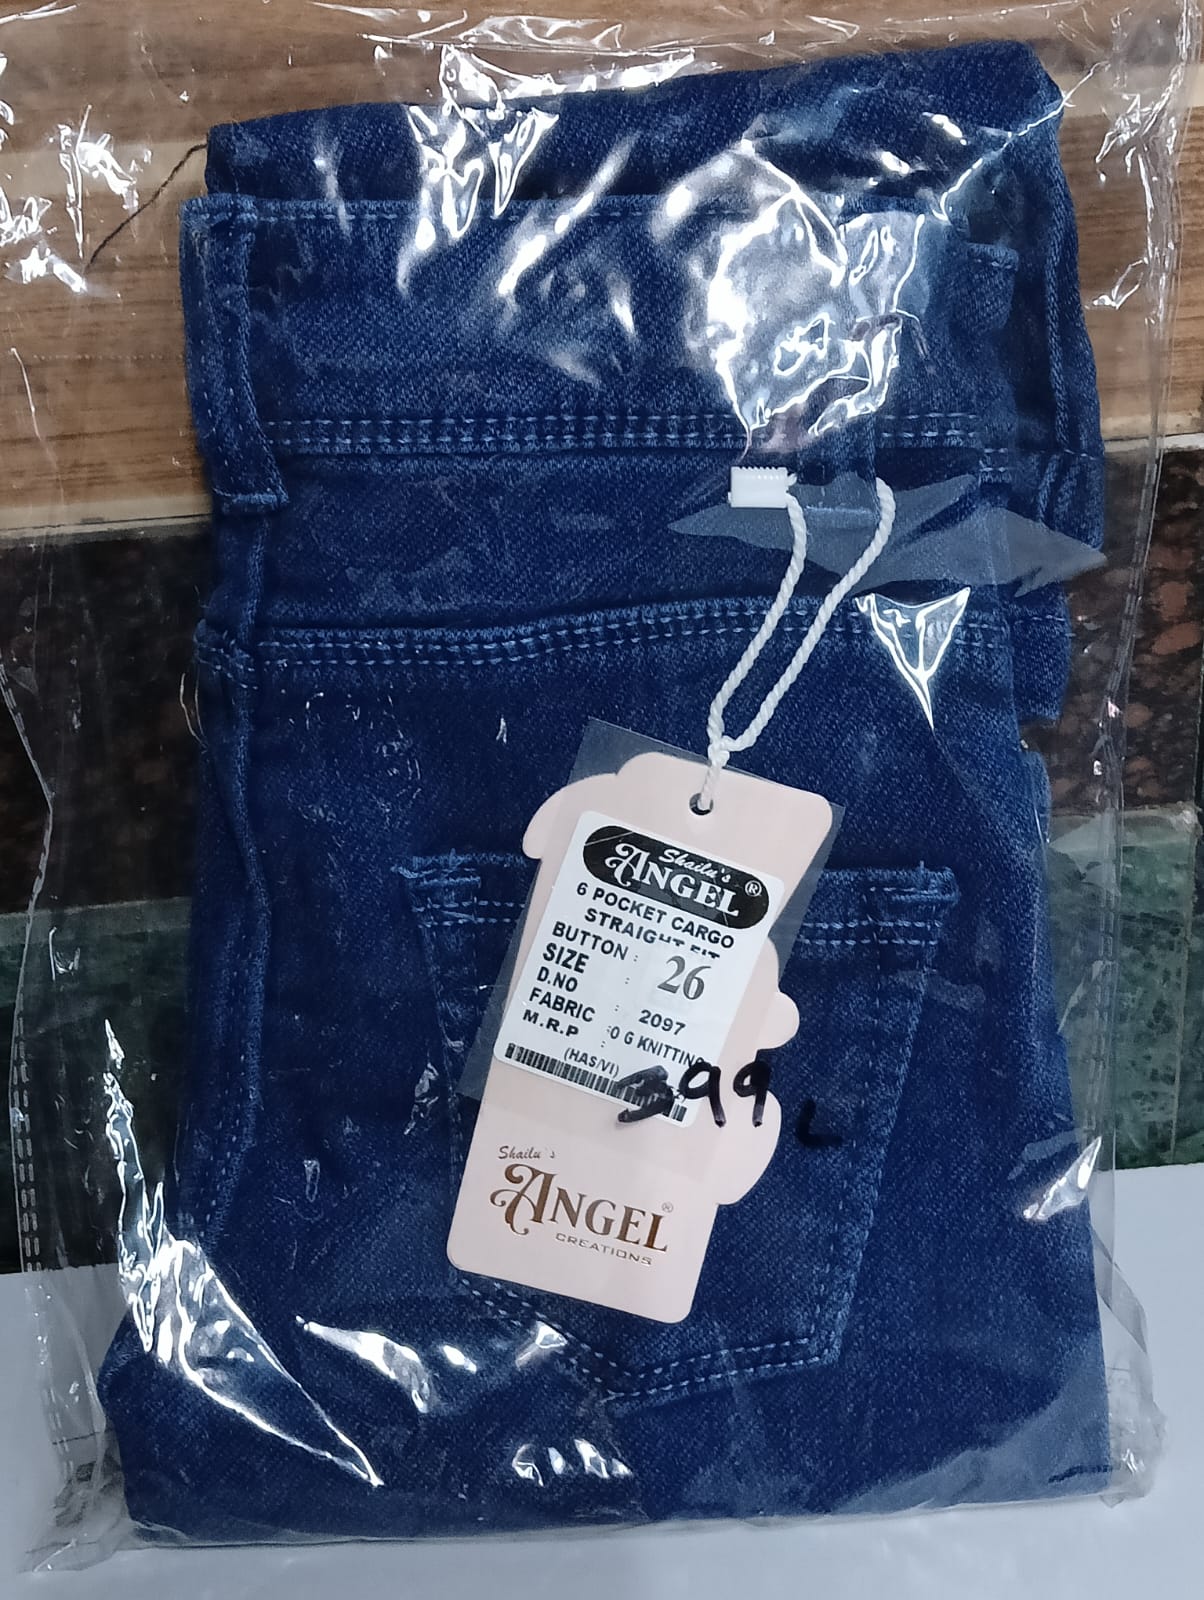 Shailu's
ANGEL®
6 POCKET CARGO
STRAIGHT FIT
BUTTON :
SIZE : 26
D.NO : 2097
FABRIC :O G KNITTING
M.R.P :
(HAS/VI)
99
L
Shailu's
ANGEL®
CREATIONS